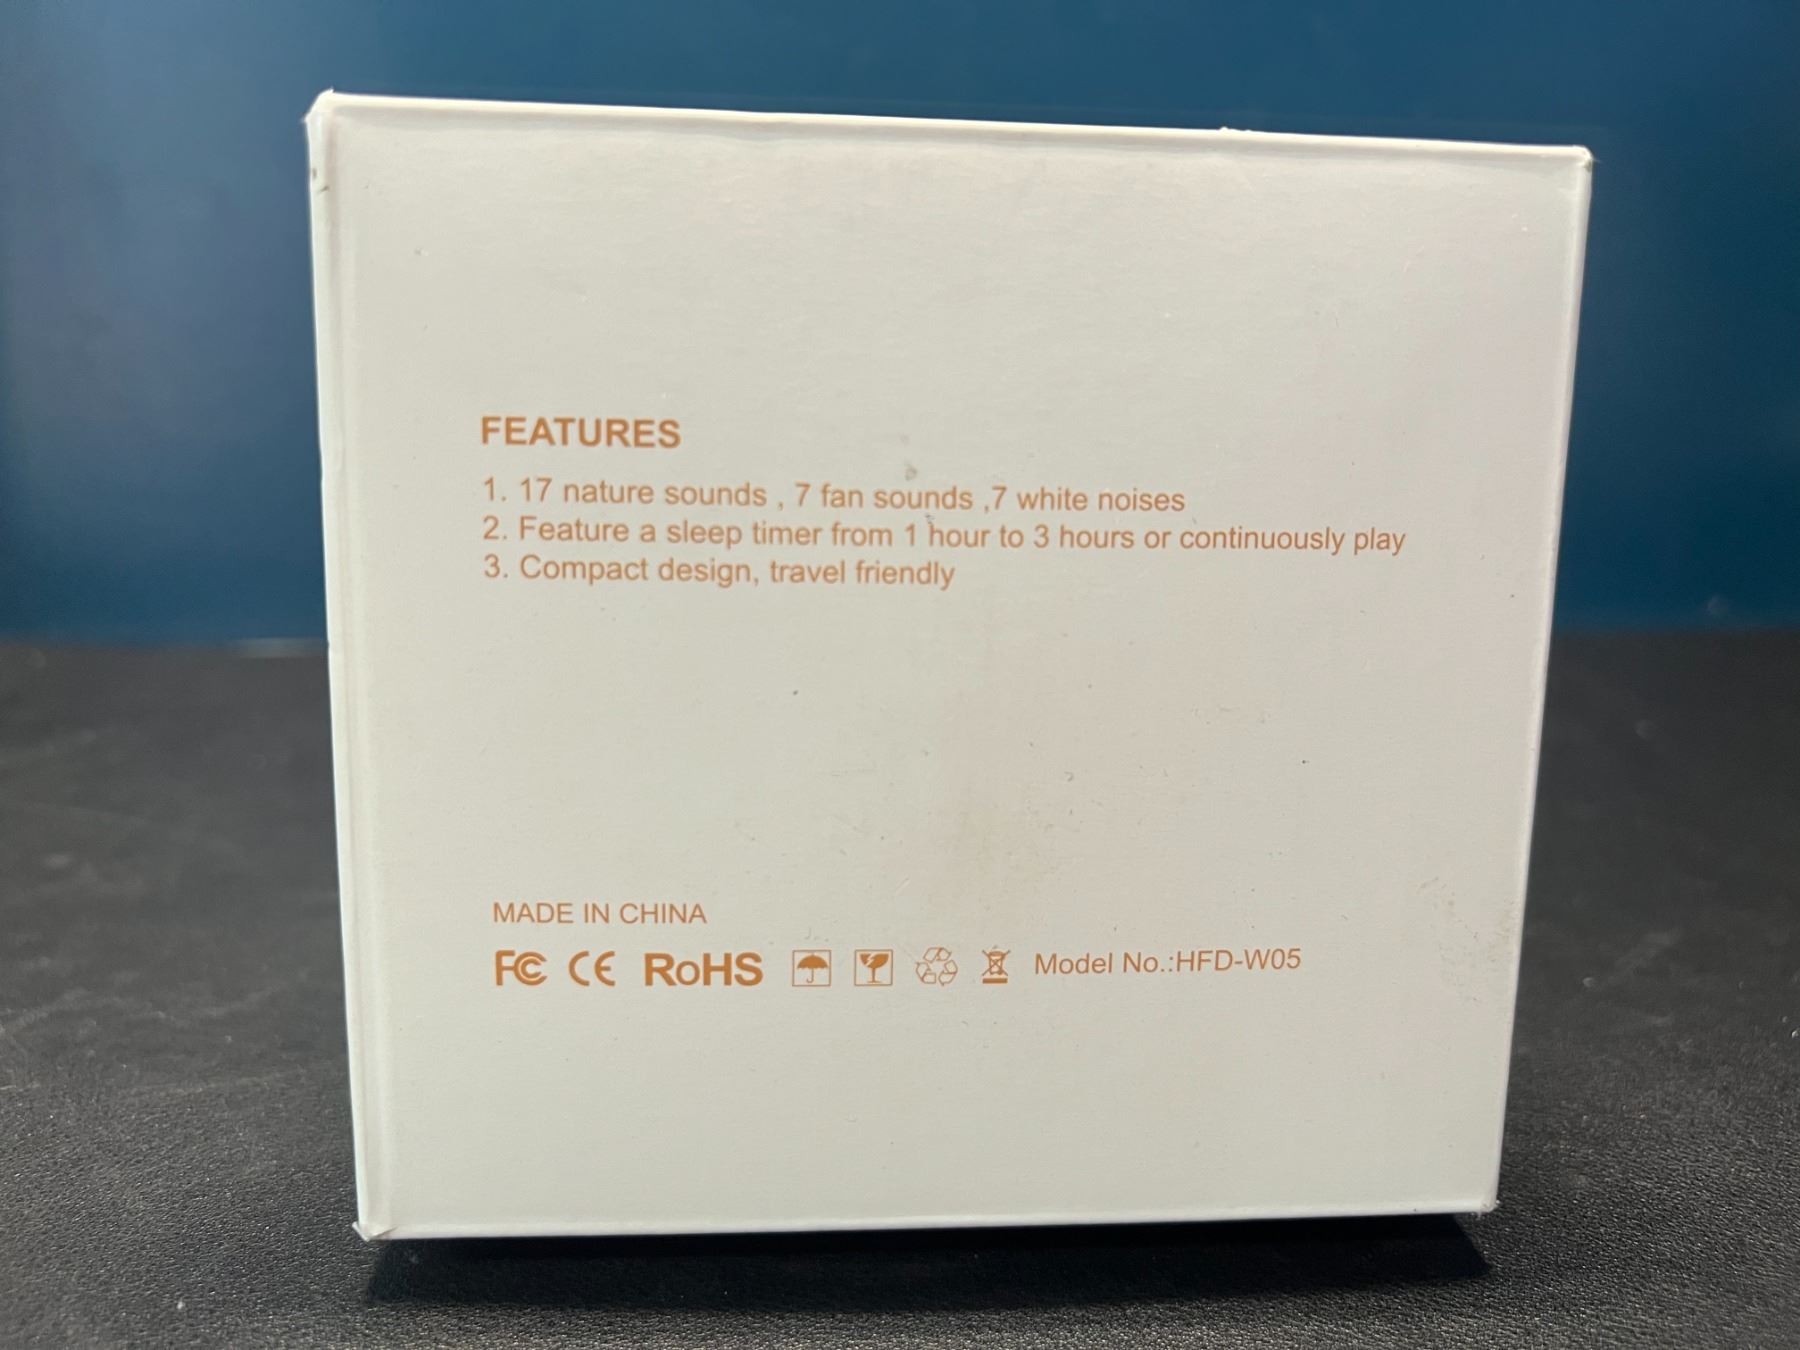 FEATURES
1. 17 nature sounds , 7 fan sounds ,7 white noises
2. Feature a sleep timer from 1 hour to 3 hours or continuously play
3. Compact design, travel friendly
MADE IN CHINA
FC CE RoHS Model No.:HFD-W05